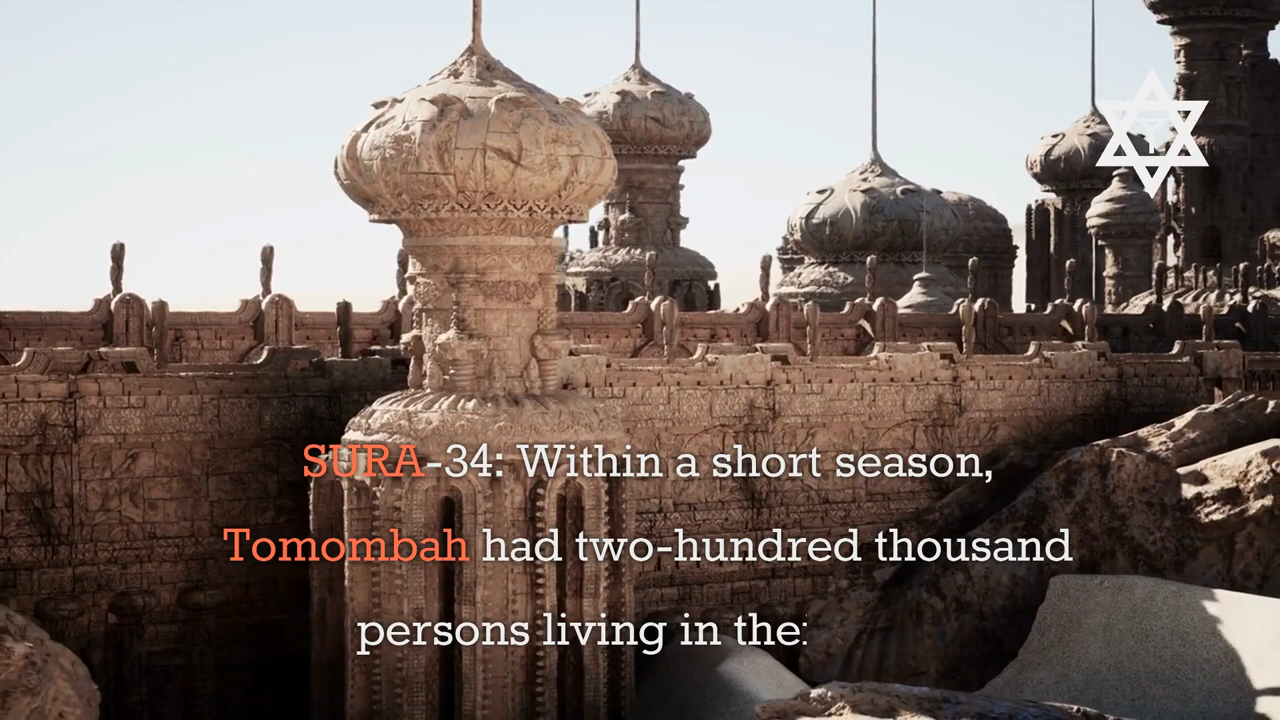 SURA-34: Within a short season,
Tomombah had two-hundred thousand
persons living in the